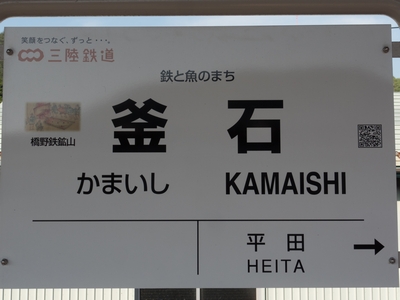 笑顔をつなぐ、ずっと・・・。
三陸鉄道
鉄と魚のまち
釜石
橋野鉄鉱山
かまいし KAMAISHI
平田
HEITA